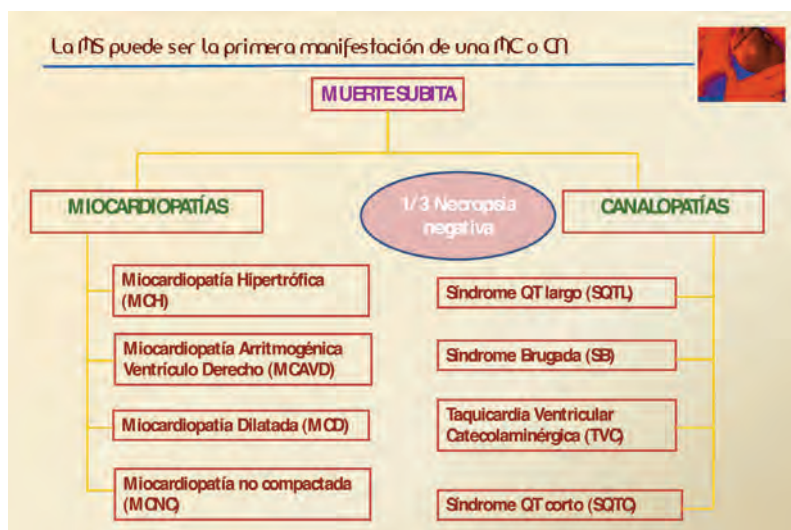 La MS puede ser la primera manifestación de una MC o CN
MUERTE SUBITA
MIOCARDIOPATÍAS
1/3 Necropsia
negativa
CANALOPATÍAS
Miocardiopatía Hipertrófica
(MCH)
Miocardiopatía Arritmogénica
Ventrículo Derecho (MCAVD)
Miocardiopatía Dilatada (MCD)
Miocardiopatía no compactada
(MCNC)
Síndrome QT largo (SQTL)
Síndrome Brugada (SB)
Taquicardia Ventricular
Catecolaminérgica (TVC)
Síndrome QT corto (SQTC)